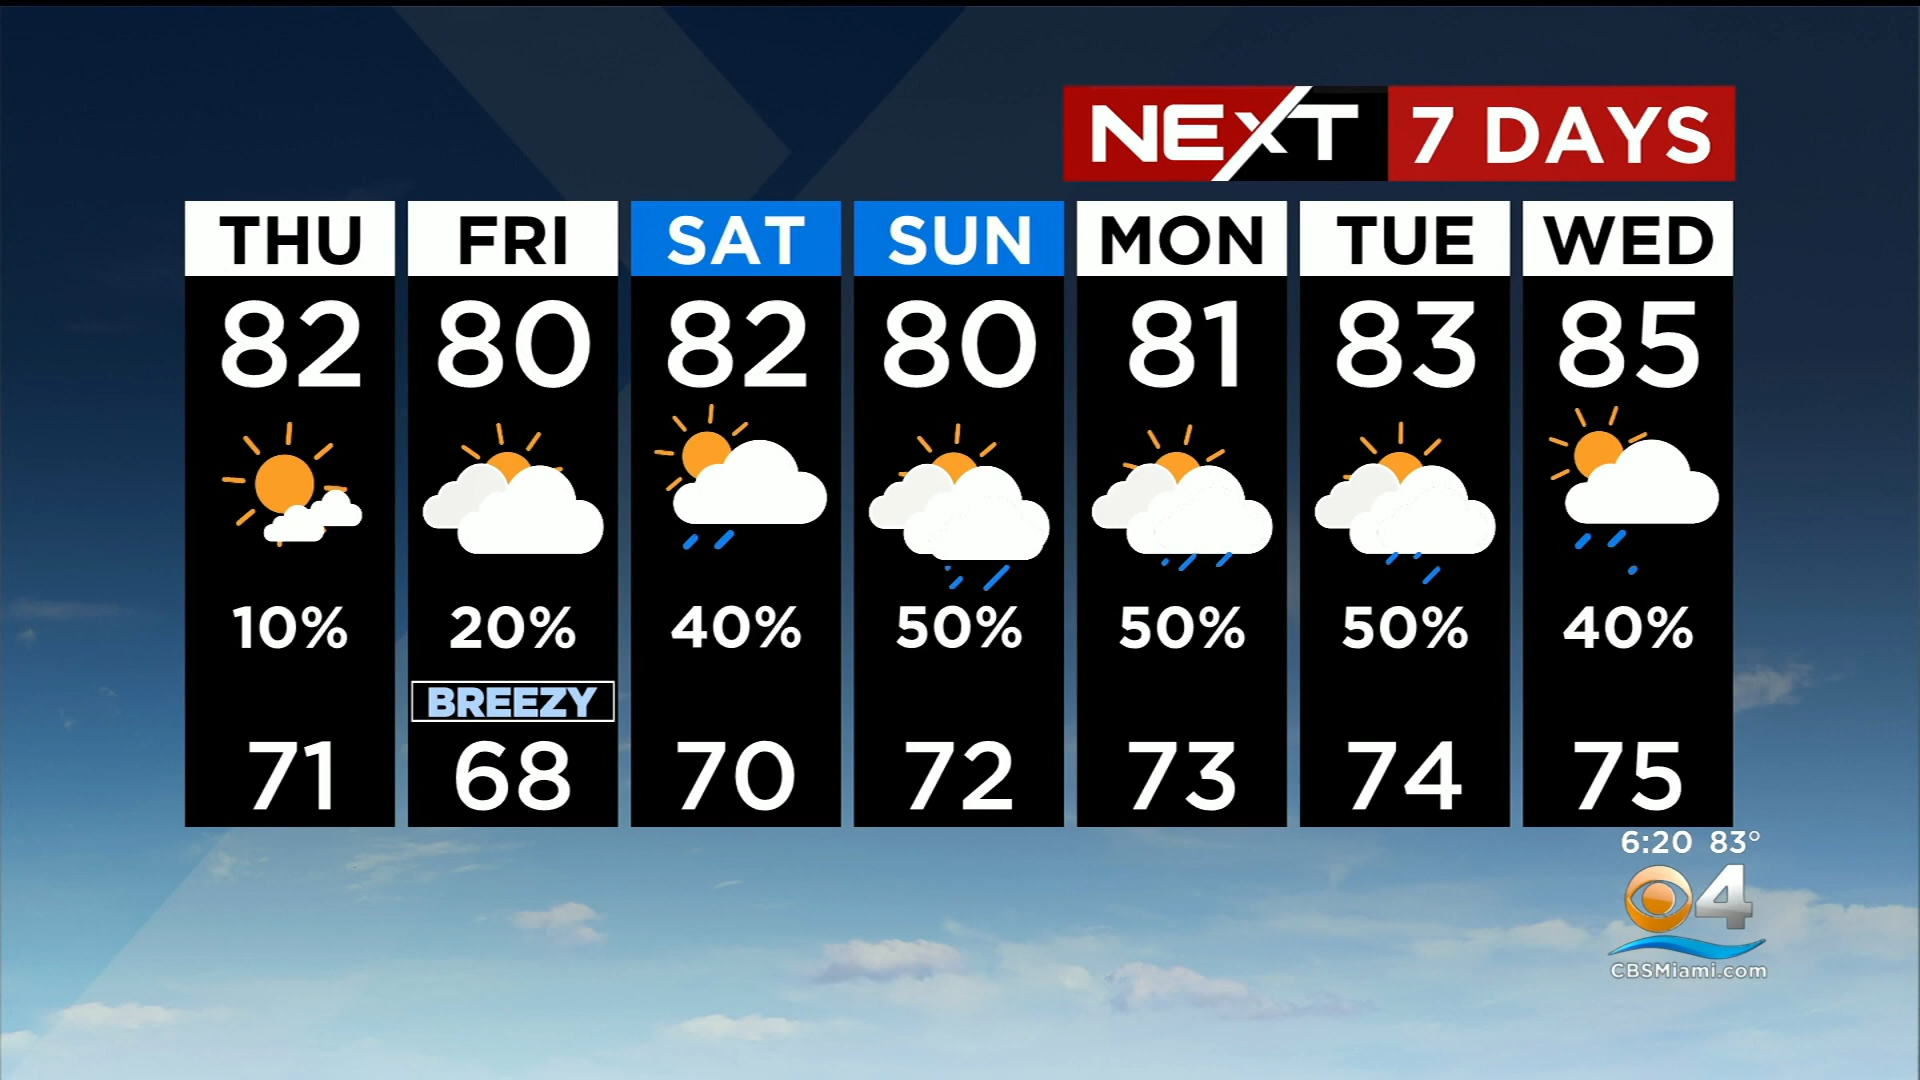 NEXT 7 DAYS
THU FRI SAT SUN MON TUE WED
82 80 82 80 81 83 85
10% 20% 40% 50% 50% 50% 40%
BREEZY
71 68 70 72 73 74 75
6:20 83°
4
CBSMiami.com